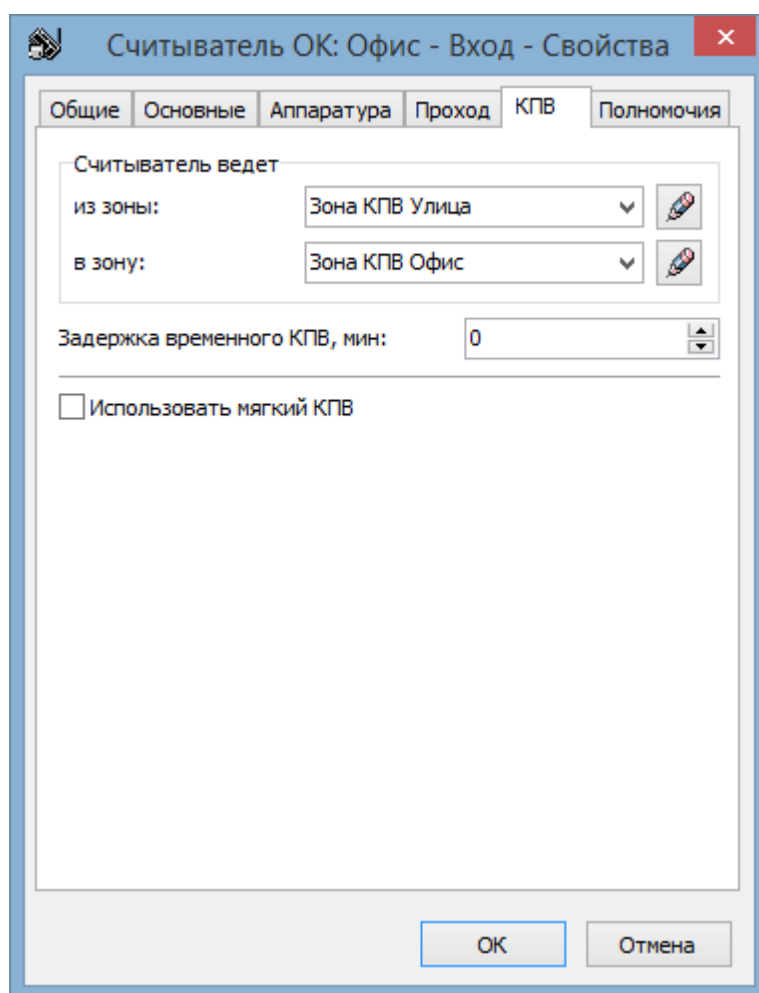 Считыватель ОК: Офис - Вход - Свойства
Общие Основные Аппаратура Проход КПВ Полномочия
Считыватель ведет
из зоны: Зона КПВ Улица
в зону: Зона КПВ Офис
Задержка временного КПВ, мин: 0
Использовать мягкий КПВ
ОК Отмена